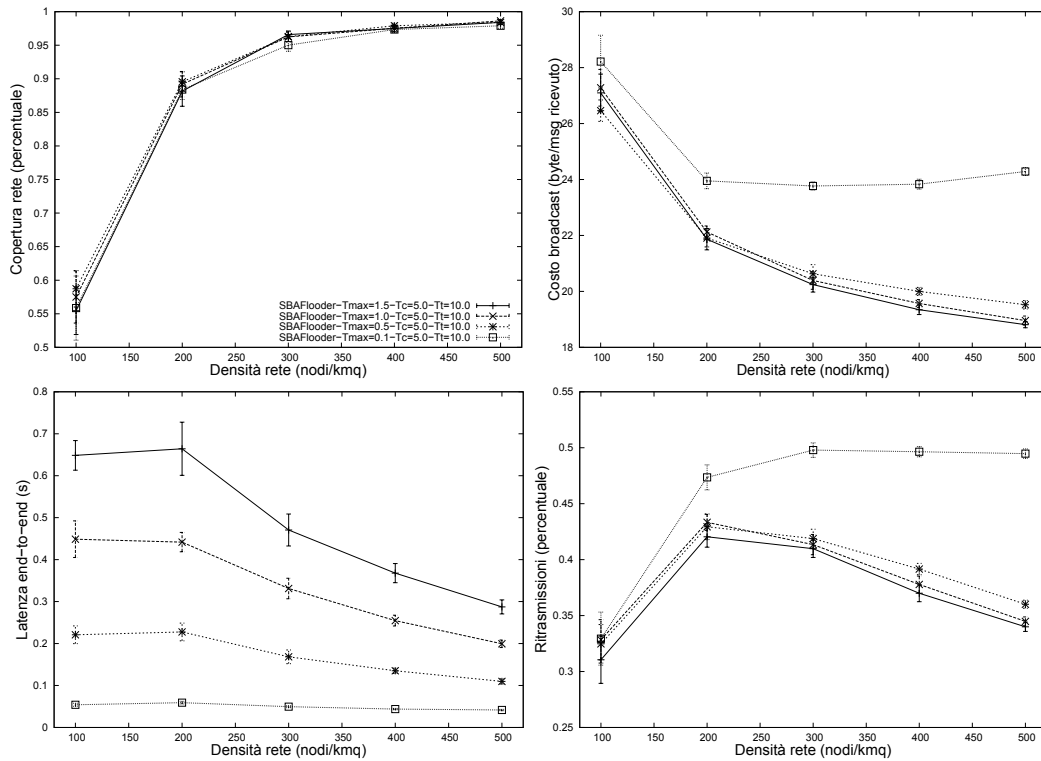 1
0.95
0.9
0.85
0.8
0.75
0.7
0.65
0.6
0.55
0.5
Copertura rete (percentuale)
SBAFlooder-Tmax=1.5-Tc=5.0-Tt=10.0
SBAFlooder-Tmax=1.0-Tc=5.0-Tt=10.0
SBAFlooder-Tmax=0.5-Tc=5.0-Tt=10.0
SBAFlooder-Tmax=0.1-Tc=5.0-Tt=10.0
100 150 200 250 300 350 400 450 500
Densità rete (nodi/kmq)
30
28
26
24
22
20
18
Costo broadcast (byte/msg ricevuto)
100 150 200 250 300 350 400 450 500
Densità rete (nodi/kmq)
0.8
0.7
0.6
0.5
0.4
0.3
0.2
0.1
0
Latenza end-to-end (s)
100 150 200 250 300 350 400 450 500
Densità rete (nodi/kmq)
0.55
0.5
0.45
0.4
0.35
0.3
0.25
Ritrasmissioni (percentuale)
100 150 200 250 300 350 400 450 500
Densità rete (nodi/kmq)